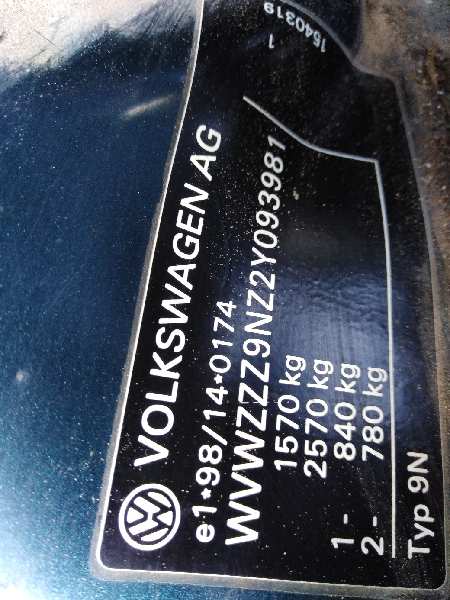 VOLKSWAGEN AG
e1*98/14*0174
WVWZZZ9NZ2Y093981
1570 kg
2570 kg
1- 840 kg
2- 780 kg
Typ 9N
1
1540319